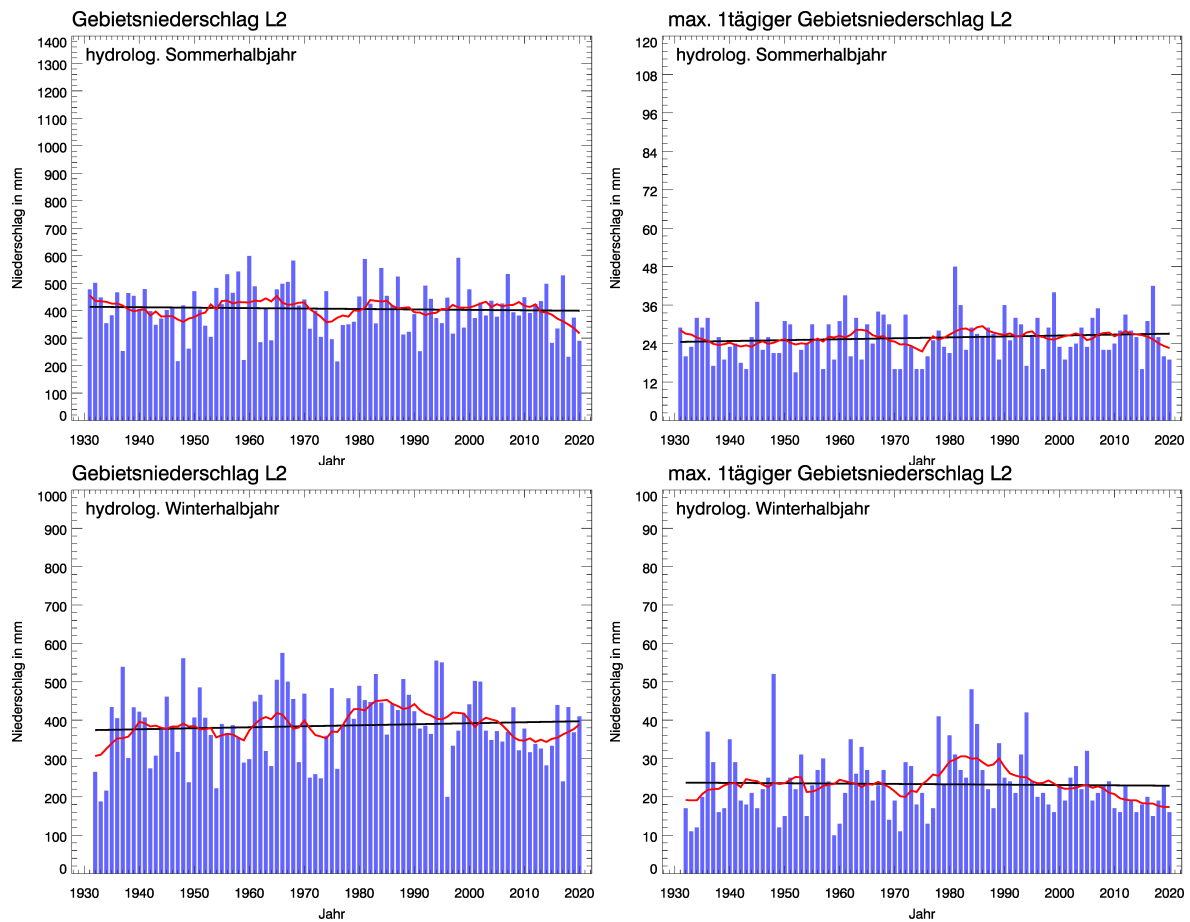 Gebietsniederschlag L2
hydrolog. Sommerhalbjahr
Niederschlag in mm
1400
1300
1200
1100
1000
900
800
700
600
500
400
300
200
100
0
1930 1940 1950 1960 1970 1980 1990 2000 2010 2020
Jahr
max. 1tägiger Gebietsniederschlag L2
hydrolog. Sommerhalbjahr
Niederschlag in mm
120
108
96
84
72
60
48
36
24
12
0
1930 1940 1950 1960 1970 1980 1990 2000 2010 2020
Jahr
Gebietsniederschlag L2
hydrolog. Winterhalbjahr
Niederschlag in mm
1000
900
800
700
600
500
400
300
200
100
0
1930 1940 1950 1960 1970 1980 1990 2000 2010 2020
Jahr
max. 1tägiger Gebietsniederschlag L2
hydrolog. Winterhalbjahr
Niederschlag in mm
100
90
80
70
60
50
40
30
20
10
0
1930 1940 1950 1960 1970 1980 1990 2000 2010 2020
Jahr